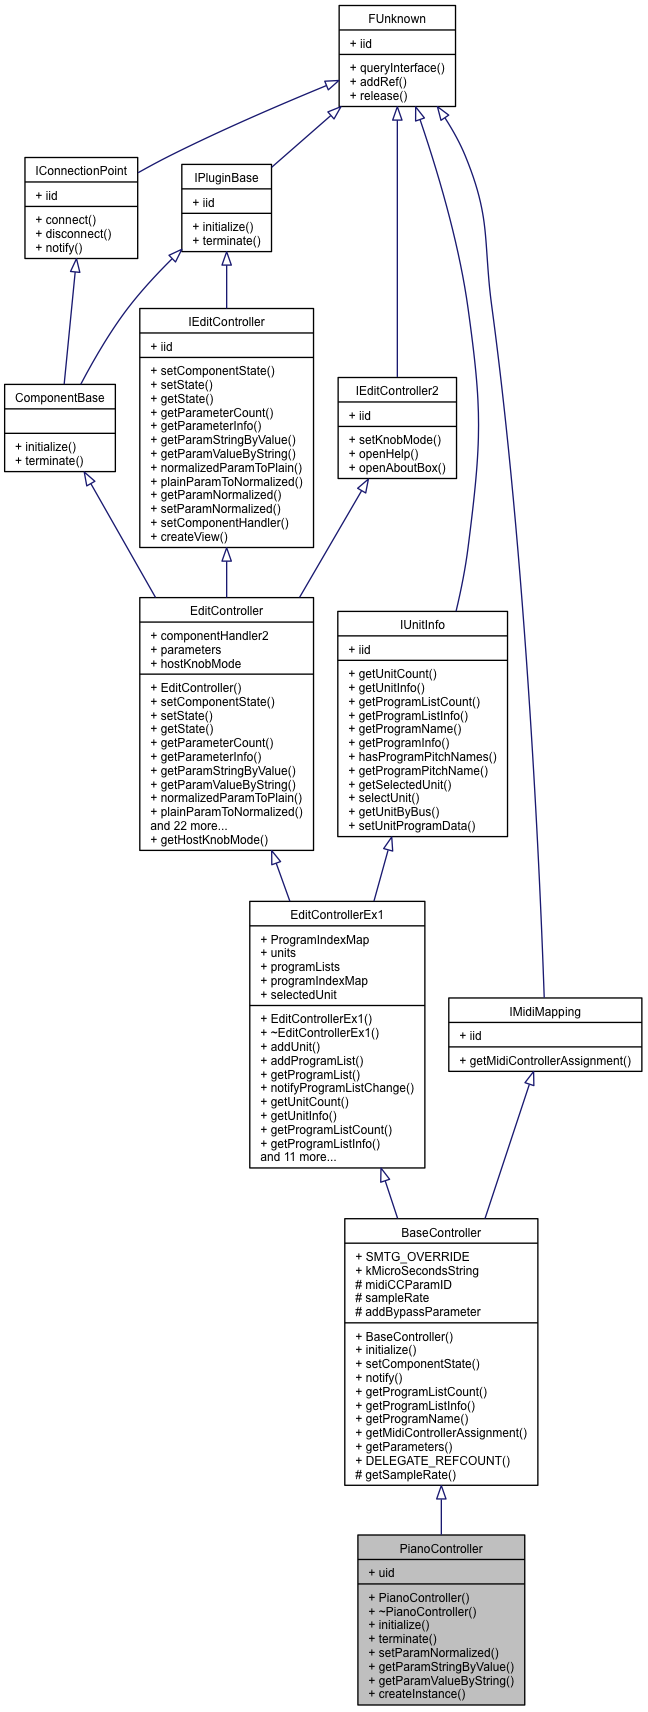 FUnknown
+ iid
+ queryInterface()
+ addRef()
+ release()
IConnectionPoint
+ iid
+ connect()
+ disconnect()
+ notify()
IPluginBase
+ iid
+ initialize()
+ terminate()
IEditController
+ iid
+ setComponentState()
+ setState()
+ getState()
+ getParameterCount()
+ getParameterInfo()
+ getParamStringByValue()
+ getParamValueByString()
+ normalizedParamToPlain()
+ plainParamToNormalized()
+ getParamNormalized()
+ setParamNormalized()
+ setComponentHandler()
+ createView()
ComponentBase
+ initialize()
+ terminate()
IEditController2
+ iid
+ setKnobMode()
+ openHelp()
+ openAboutBox()
EditController
+ componentHandler2
+ parameters
+ hostKnobMode
+ EditController()
+ setComponentState()
+ setState()
+ getState()
+ getParameterCount()
+ getParameterInfo()
+ getParamStringByValue()
+ getParamValueByString()
+ normalizedParamToPlain()
+ plainParamToNormalized()
and 22 more...
+ getHostKnobMode()
IUnitInfo
+ iid
+ getUnitCount()
+ getUnitInfo()
+ getProgramListCount()
+ getProgramListInfo()
+ getProgramName()
+ getProgramInfo()
+ hasProgramPitchNames()
+ getProgramPitchName()
+ getSelectedUnit()
+ selectUnit()
+ getUnitByBus()
+ setUnitProgramData()
EditControllerEx1
+ ProgramIndexMap
+ units
+ programLists
+ programIndexMap
+ selectedUnit
+ EditControllerEx1()
+ ~EditControllerEx1()
+ addUnit()
+ addProgramList()
+ getProgramList()
+ notifyProgramListChange()
+ getUnitCount()
+ getUnitInfo()
+ getProgramListCount()
+ getProgramListInfo()
and 11 more...
IMidiMapping
+ iid
+ getMidiControllerAssignment()
BaseController
+ SMTG_OVERRIDE
+ kMicroSecondsString
# midiCCParamID
# sampleRate
# addBypassParameter
+ BaseController()
+ initialize()
+ setComponentState()
+ notify()
+ getProgramListCount()
+ getProgramListInfo()
+ getProgramName()
+ getMidiControllerAssignment()
+ getParameters()
+ DELEGATE_REFCOUNT()
# getSampleRate()
PianoController
+ uid
+ PianoController()
+ ~PianoController()
+ initialize()
+ terminate()
+ setParamNormalized()
+ getParamStringByValue()
+ getParamValueByString()
+ createInstance()